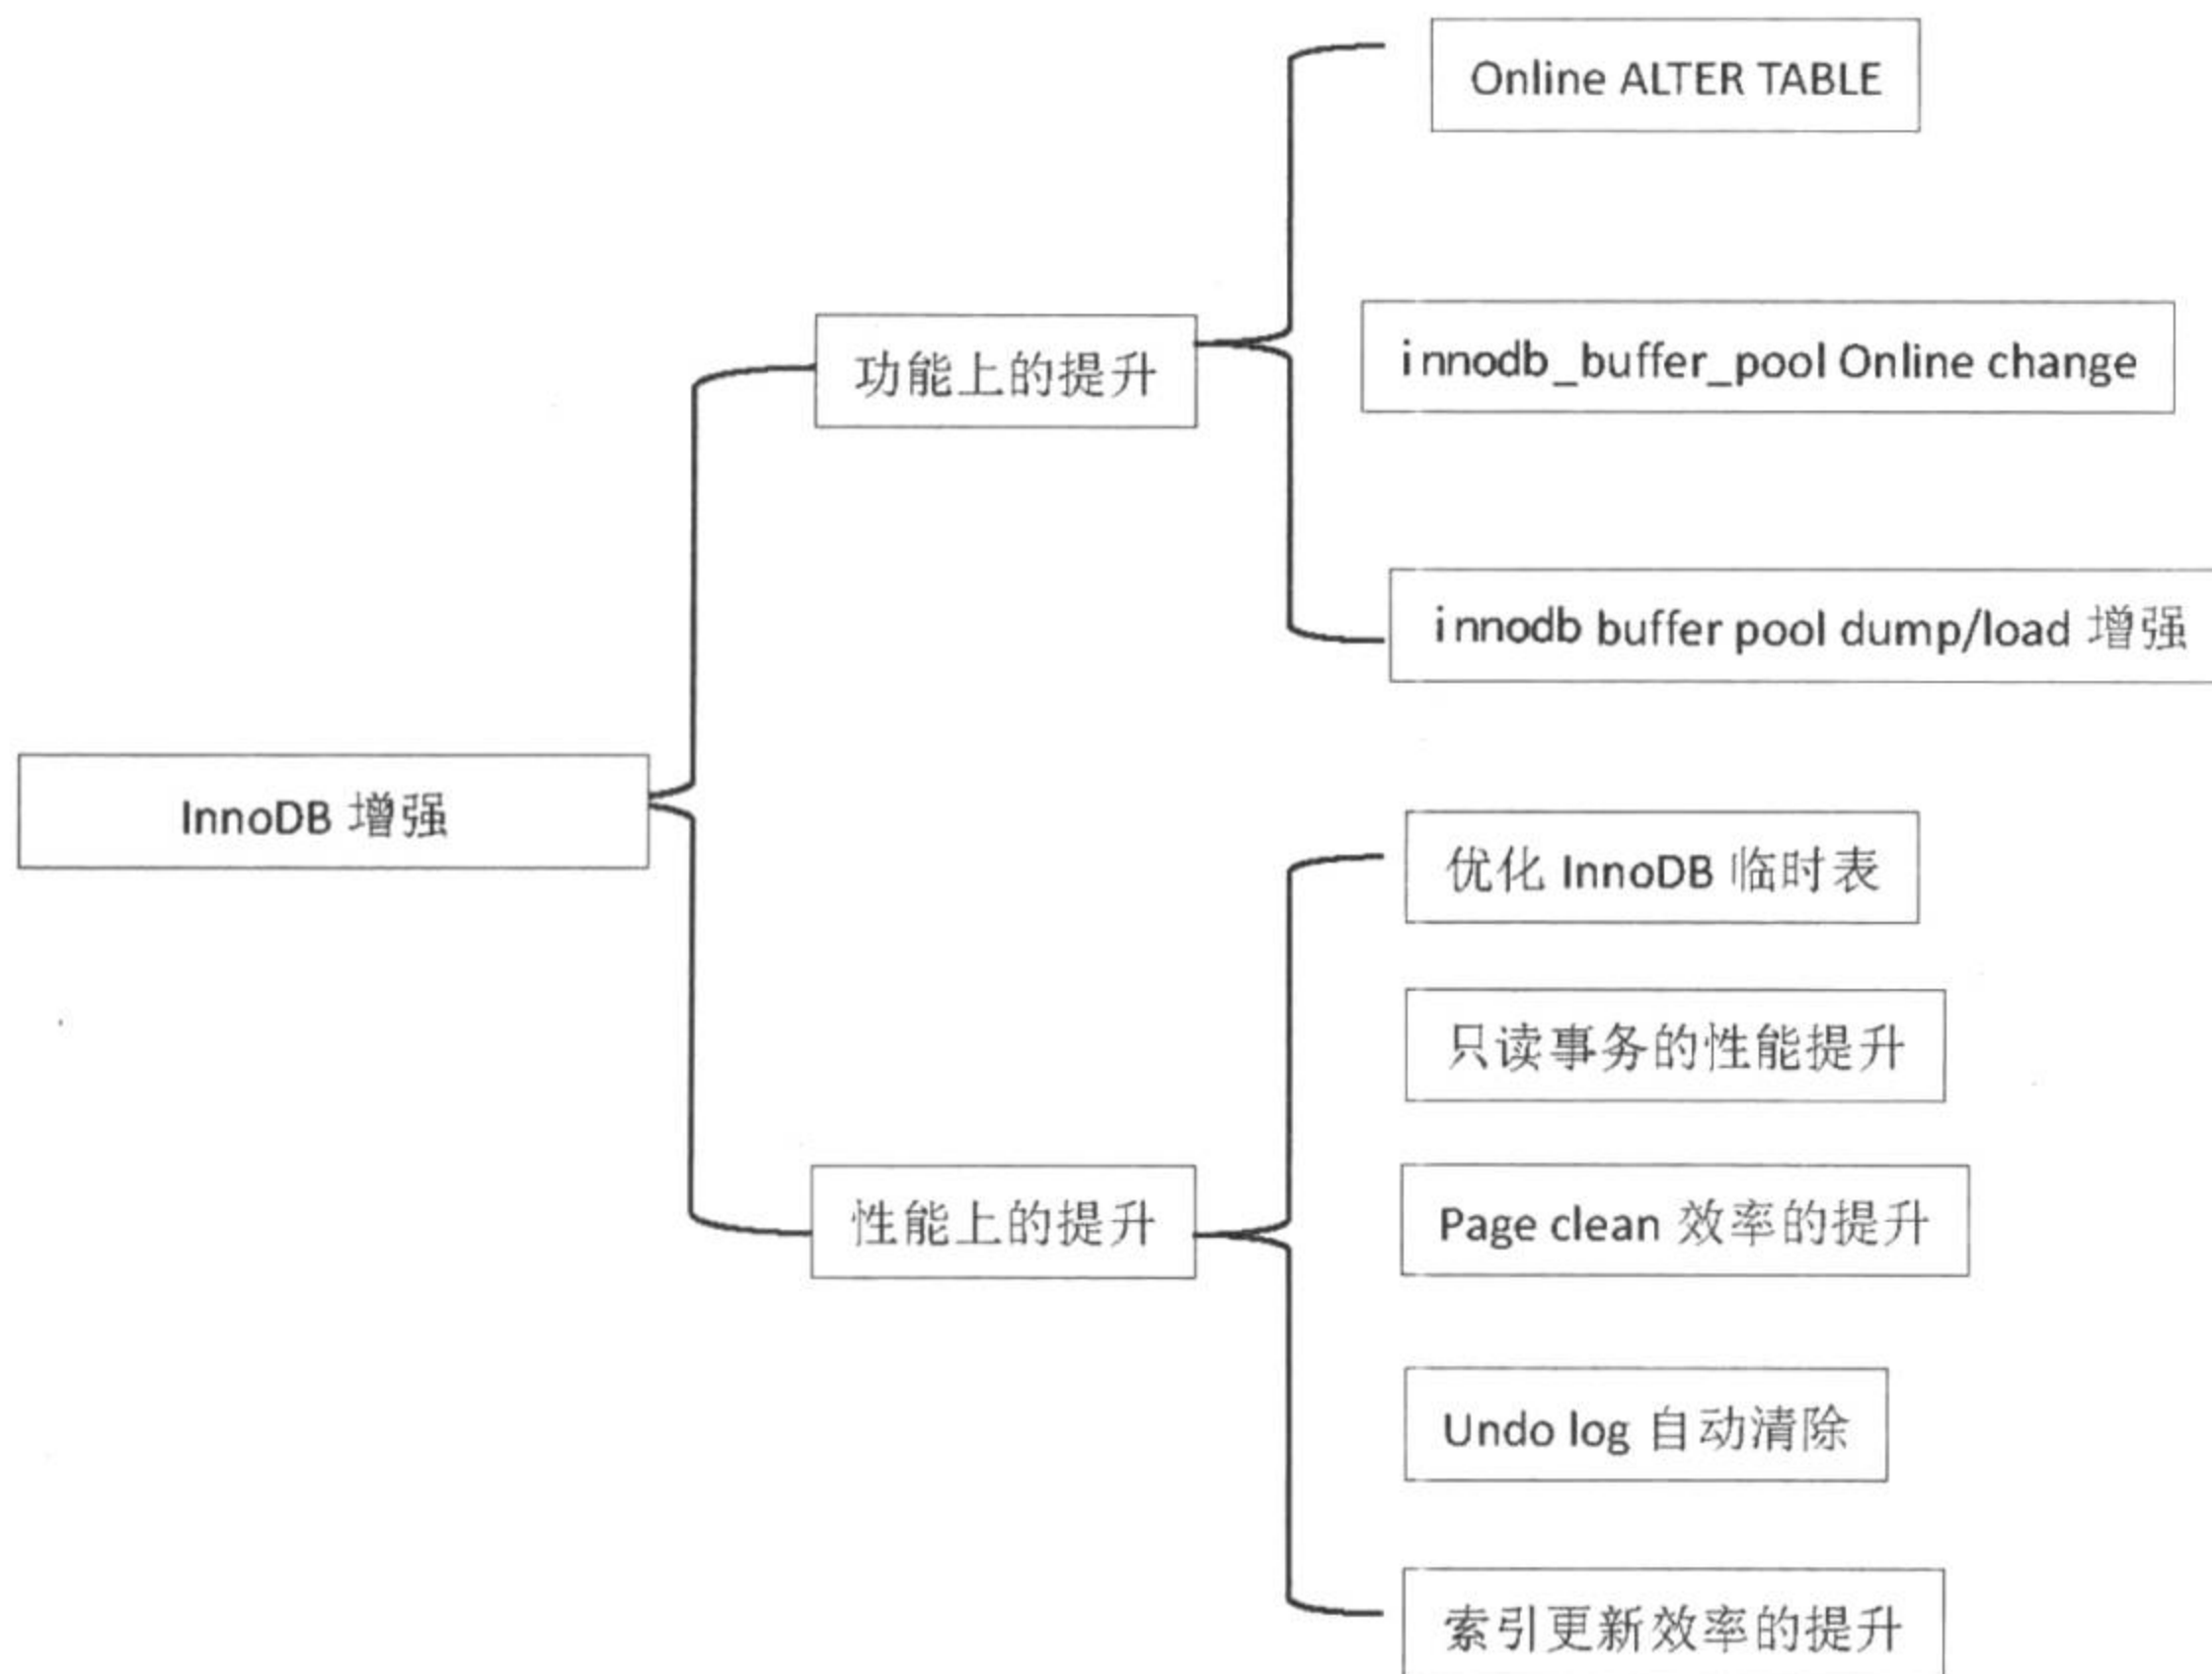 Online ALTER TABLE
功能上的提升
innodb_buffer_pool Online change
innodb buffer pool dump/load 增强
InnoDB 增强
优化 InnoDB 临时表
只读事务的性能提升
性能上的提升
Page clean 效率的提升
Undo log 自动清除
索引更新效率的提升